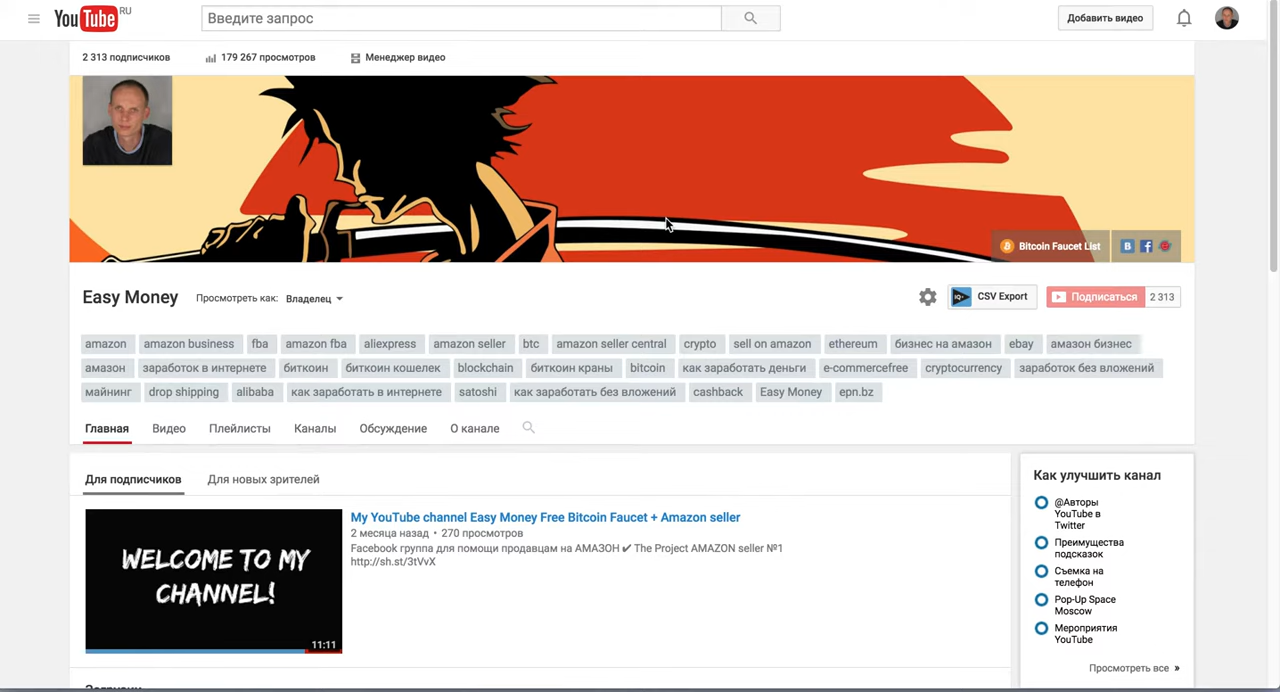 YouTube RU
Введите запрос
Добавить видео
2 313 подписчиков 179 267 просмотров Менеджер видео
Bitcoin Faucet List B f
Easy Money Просмотреть как: Владелец IQ+ CSV Export Подписаться 2 313
amazon amazon business fba amazon fba aliexpress amazon seller btc amazon seller central crypto sell on amazon ethereum бизнес на амазон ebay амазон бизнес
амазон заработок в интернете биткоин биткоин кошелек blockchain биткоин краны bitcoin как заработать деньги e-commercefree cryptocurrency заработок без вложений
майнинг drop shipping alibaba как заработать в интернете satoshi как заработать без вложений cashback Easy Money epn.bz
Главная Видео Плейлисты Каналы Обсуждение О канале
Для подписчиков Для новых зрителей
WELCOME TO MY
CHANNEL!
11:11
My YouTube channel Easy Money Free Bitcoin Faucet + Amazon seller
2 месяца назад • 270 просмотров
Facebook группа для помощи продавцам на АМАЗОН ✔ The Project AMAZON seller №1
http://sh.st/3tVvX
Как улучшить канал
@Авторы
YouTube в
Twitter
Преимущества
подсказок
Съемка на
телефон
Pop-Up Space
Moscow
Мероприятия
YouTube
Просмотреть все »